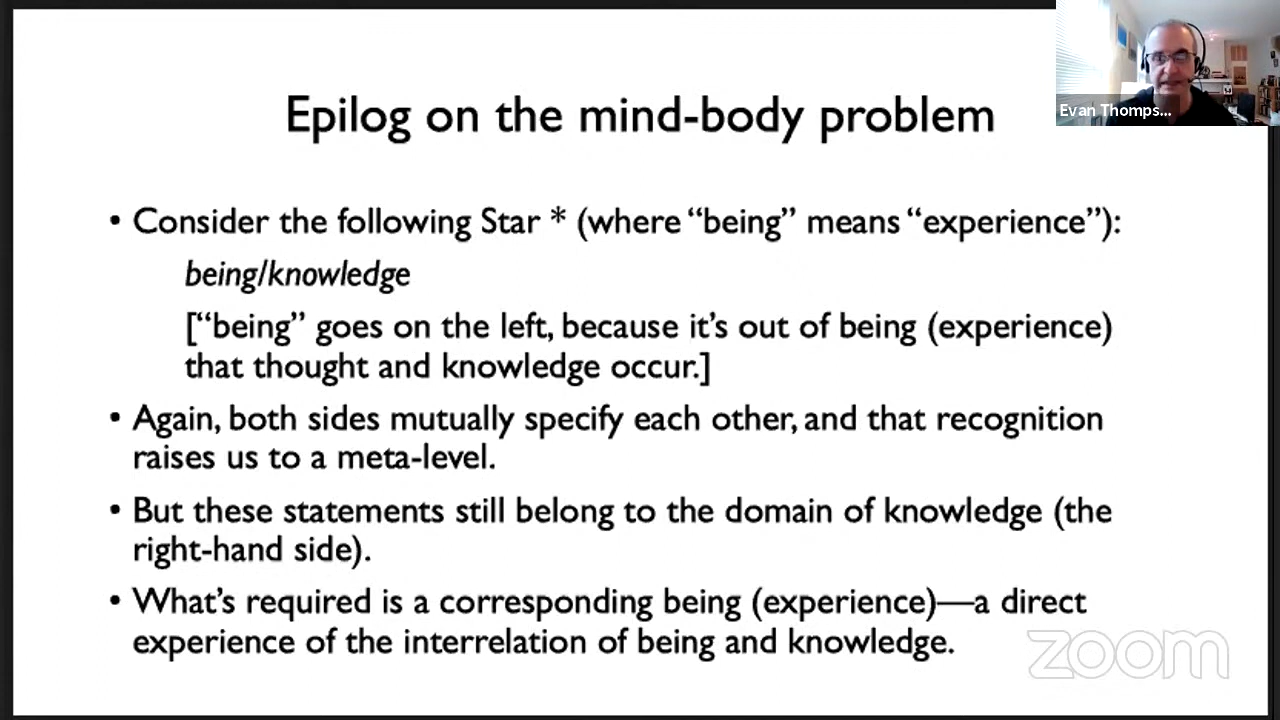 Evan Thomps...
Epilog on the mind-body problem
• Consider the following Star * (where “being” means “experience”):
being/knowledge
[“being” goes on the left, because it’s out of being (experience)
that thought and knowledge occur.]
• Again, both sides mutually specify each other, and that recognition
raises us to a meta-level.
• But these statements still belong to the domain of knowledge (the
right-hand side).
• What’s required is a corresponding being (experience)—a direct
experience of the interrelation of being and knowledge.
zoom